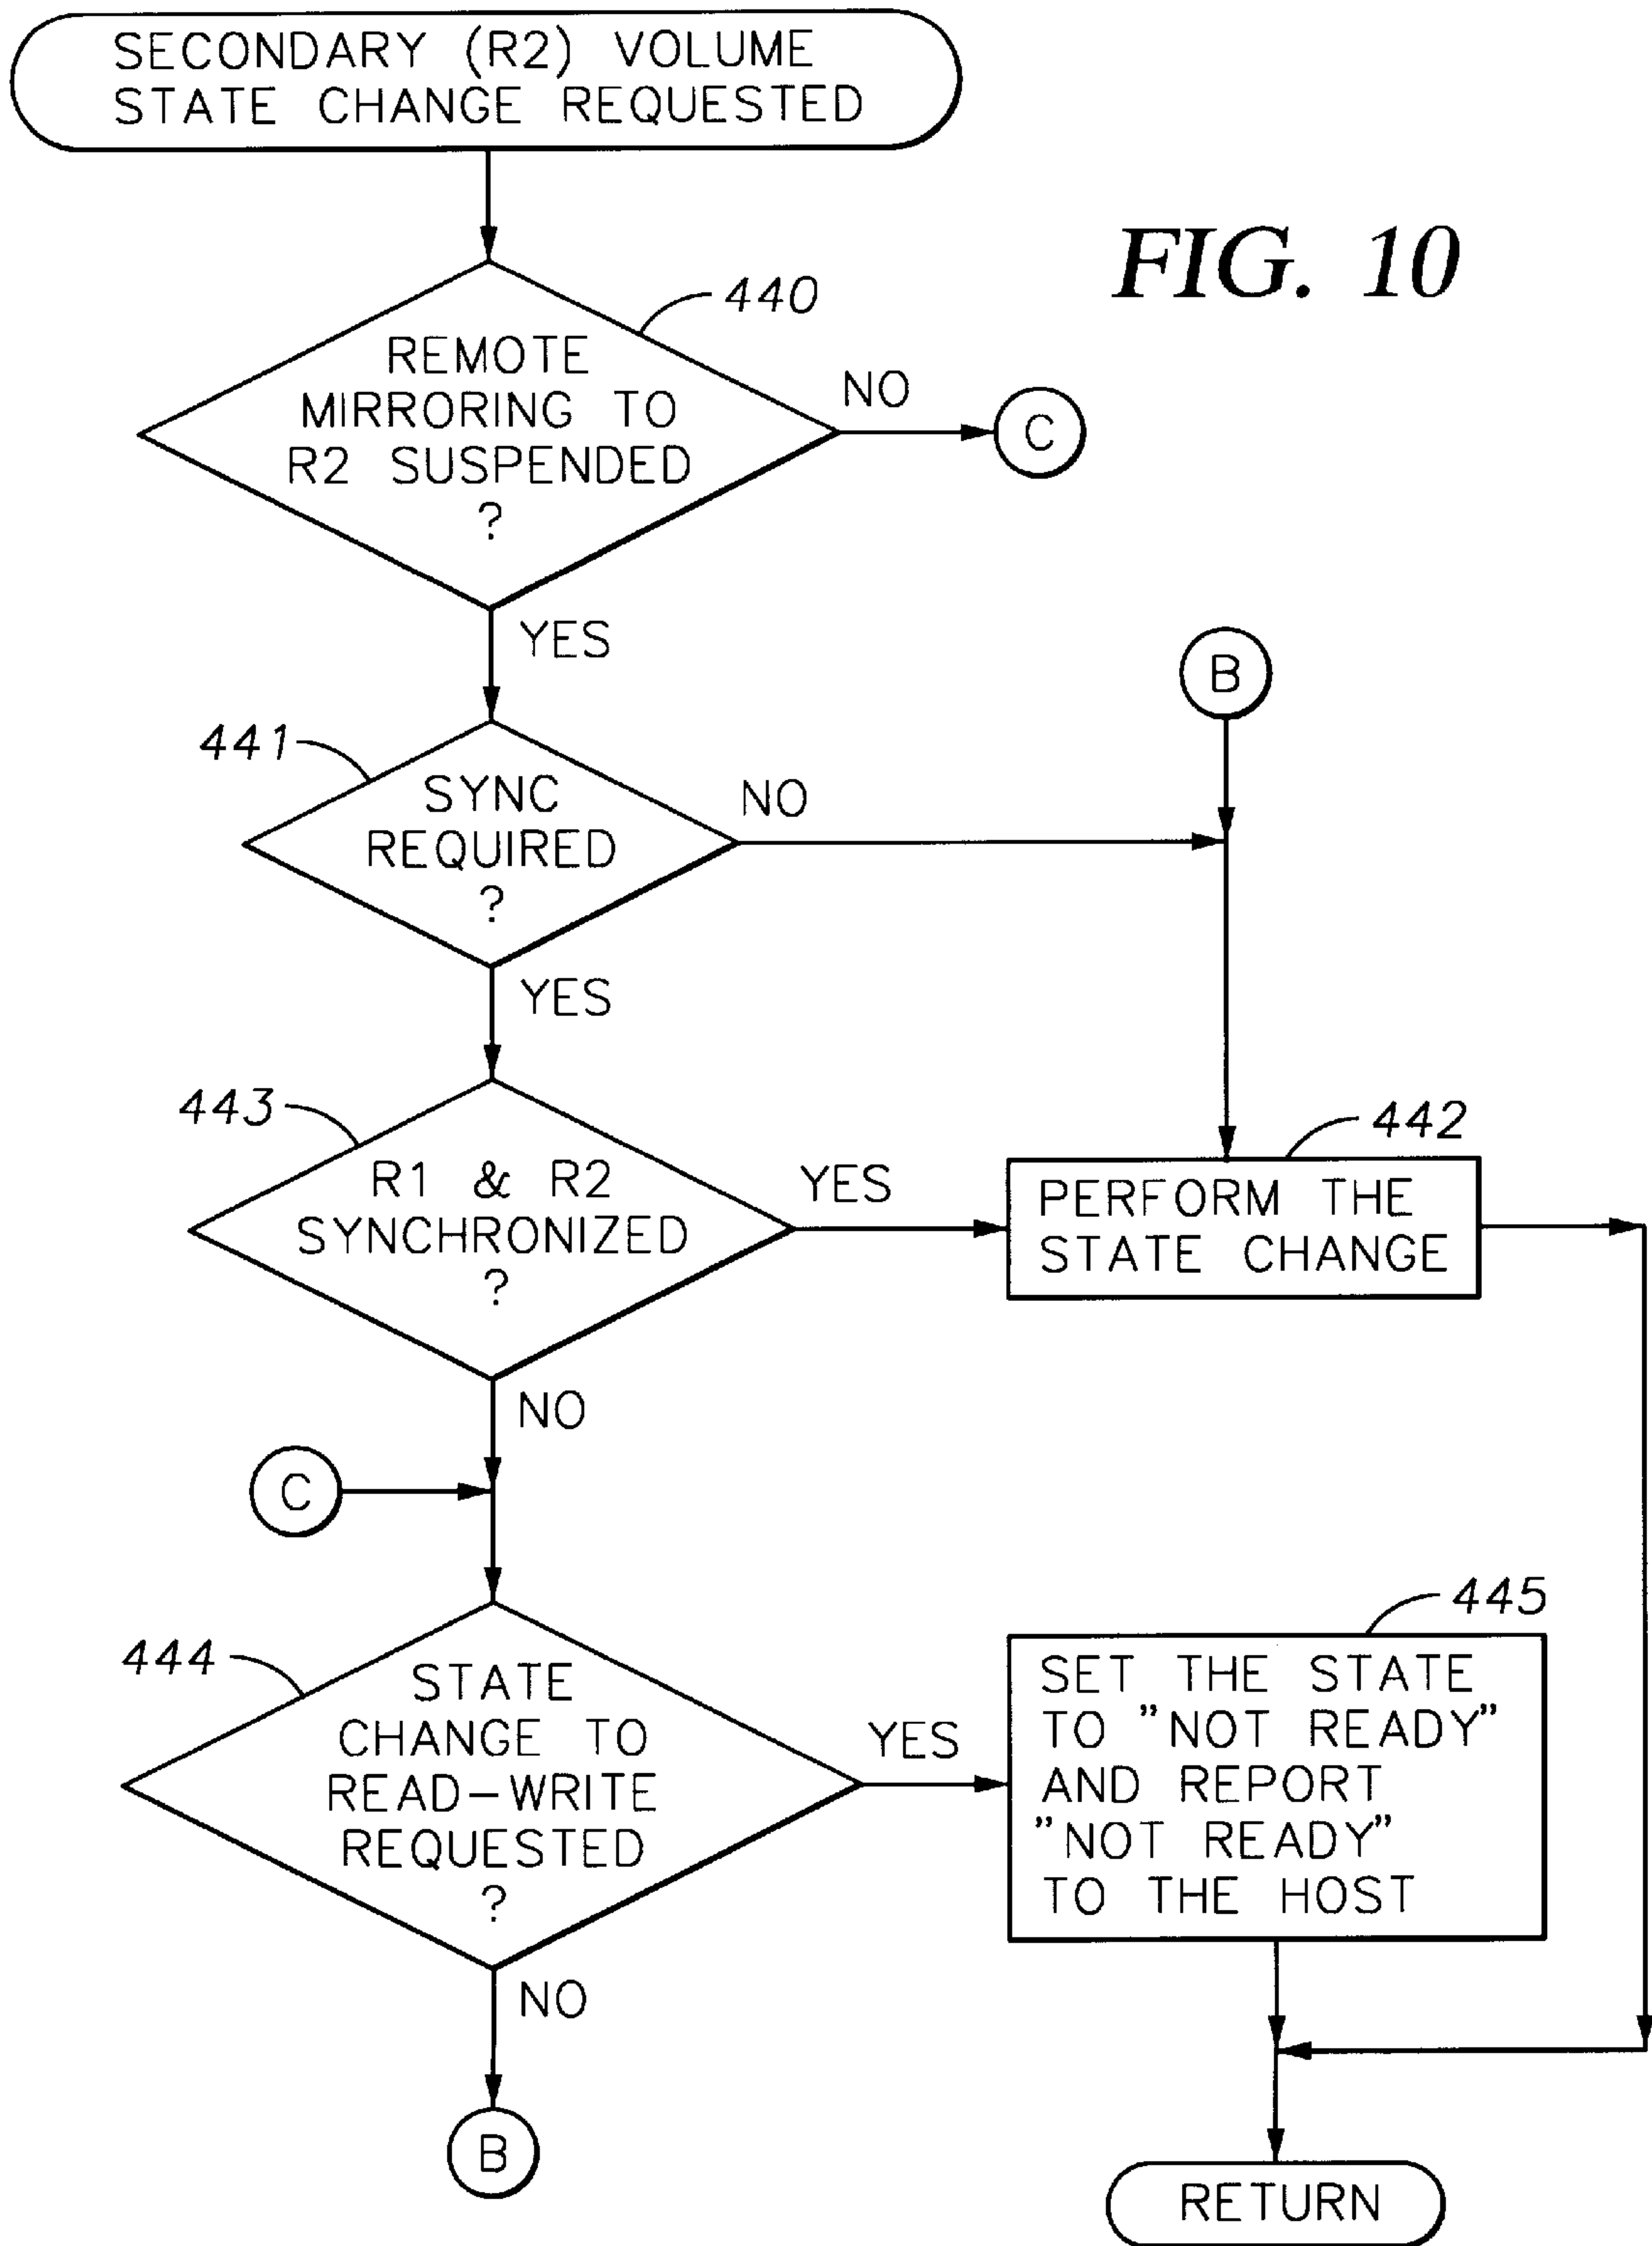 SECONDARY (R2) VOLUME
STATE CHANGE REQUESTED
FIG. 10
440
REMOTE
MIRRORING TO
R2 SUSPENDED
?
NO
C
YES
B
441
SYNC
REQUIRED
?
NO
YES
443
R1 & R2
SYNCHRONIZED
?
YES
442
PERFORM THE
STATE CHANGE
NO
C
444
STATE
CHANGE TO
READ-WRITE
REQUESTED
?
YES
445
SET THE STATE
TO "NOT READY"
AND REPORT
"NOT READY"
TO THE HOST
NO
B
RETURN